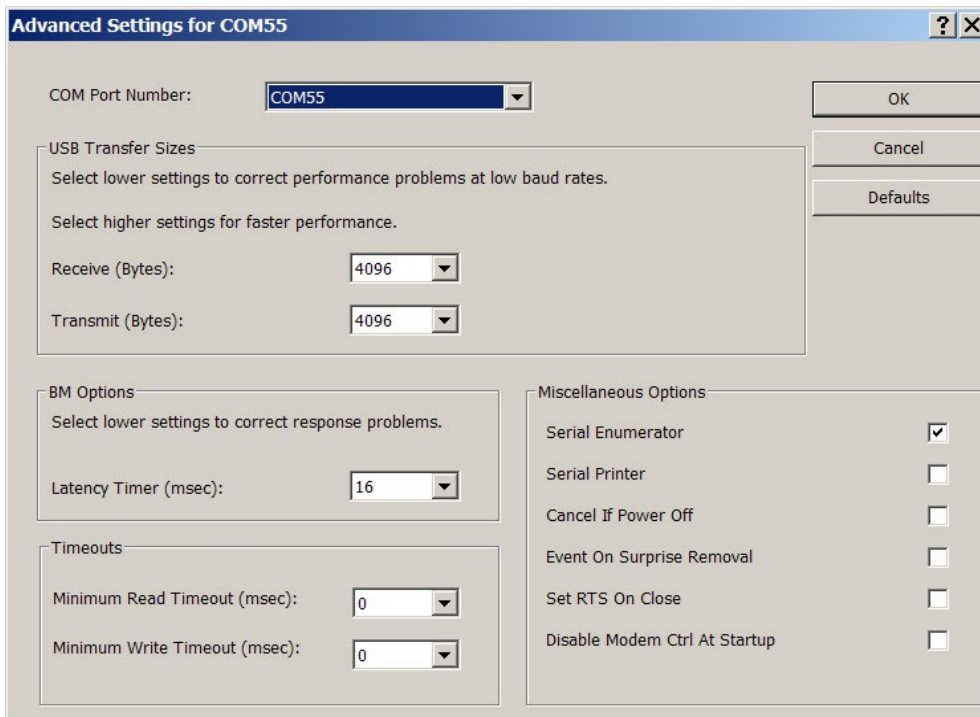 Advanced Settings for COM55
COM Port Number:
COM55
OK
Cancel
Defaults
USB Transfer Sizes
Select lower settings to correct performance problems at low baud rates.
Select higher settings for faster performance.
Receive (Bytes):
4096
Transmit (Bytes):
4096
BM Options
Select lower settings to correct response problems.
Latency Timer (msec):
16
Timeouts
Minimum Read Timeout (msec):
0
Minimum Write Timeout (msec):
0
Miscellaneous Options
Serial Enumerator
Serial Printer
Cancel If Power Off
Event On Surprise Removal
Set RTS On Close
Disable Modem Ctrl At Startup